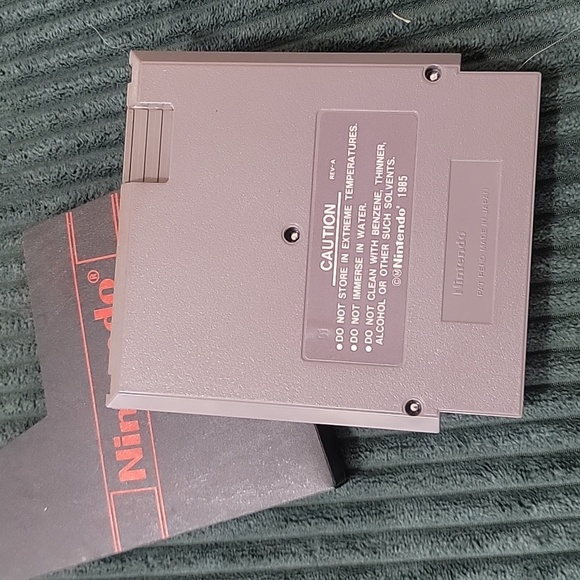 CAUTION
REV-A
●DO NOT STORE IN EXTREME TEMPERATURES.
●DO NOT IMMERSE IN WATER.
●DO NOT CLEAN WITH BENZENE, THINNER,
ALCOHOL OR OTHER SUCH SOLVENTS.
©Ⓜ Nintendo® 1985
Nintendo
MADE IN JAPAN
Nintendo®